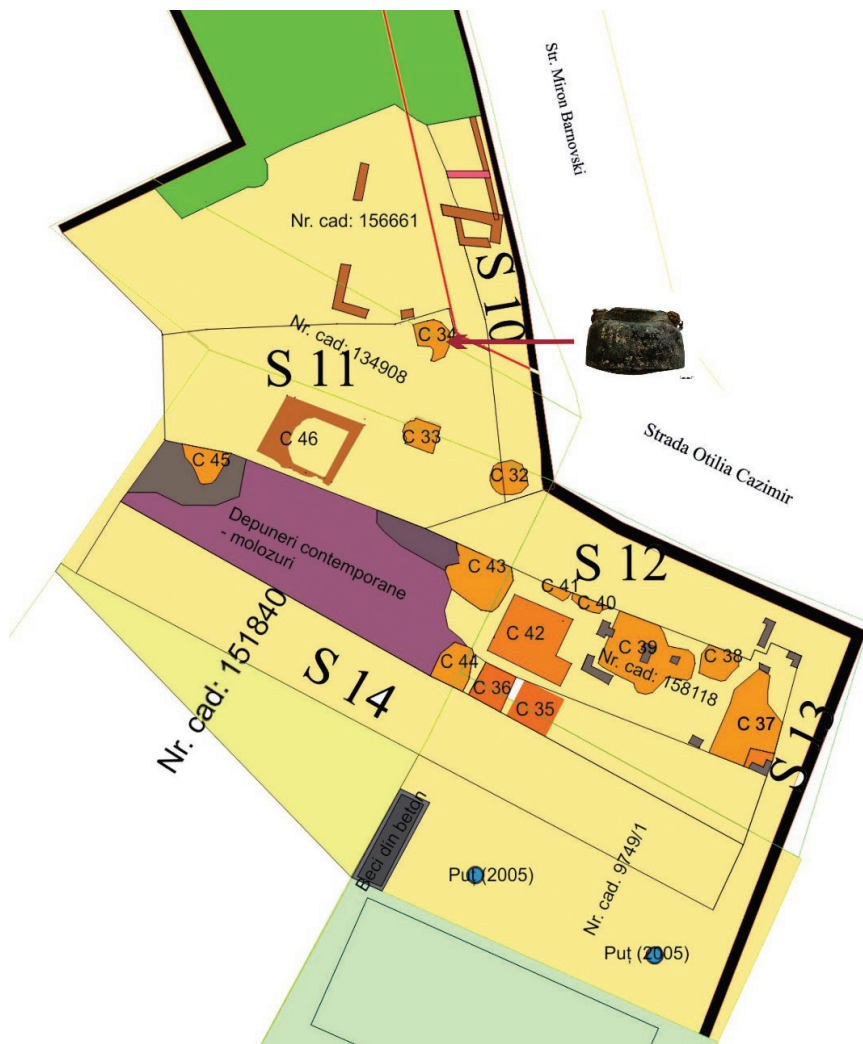 Str. Miron Barnovski
Nr. cad: 156661
S 10
C 34
Nr. cad: 134908
S 11
C 46
C 33
C 32
C 45
Strada Otilia Cazimir
Depuneri contemporane
- molozuri
C 43
S 12
C 41
C 40
C 42
C 39
C 38
Nr. cad: 158118
C 44
C 36
C 35
C 37
S 13
Nr. cad: 151840
S 14
Beci din beton
Puț (2005)
Nr. cad. 9749/1
Puț (2005)